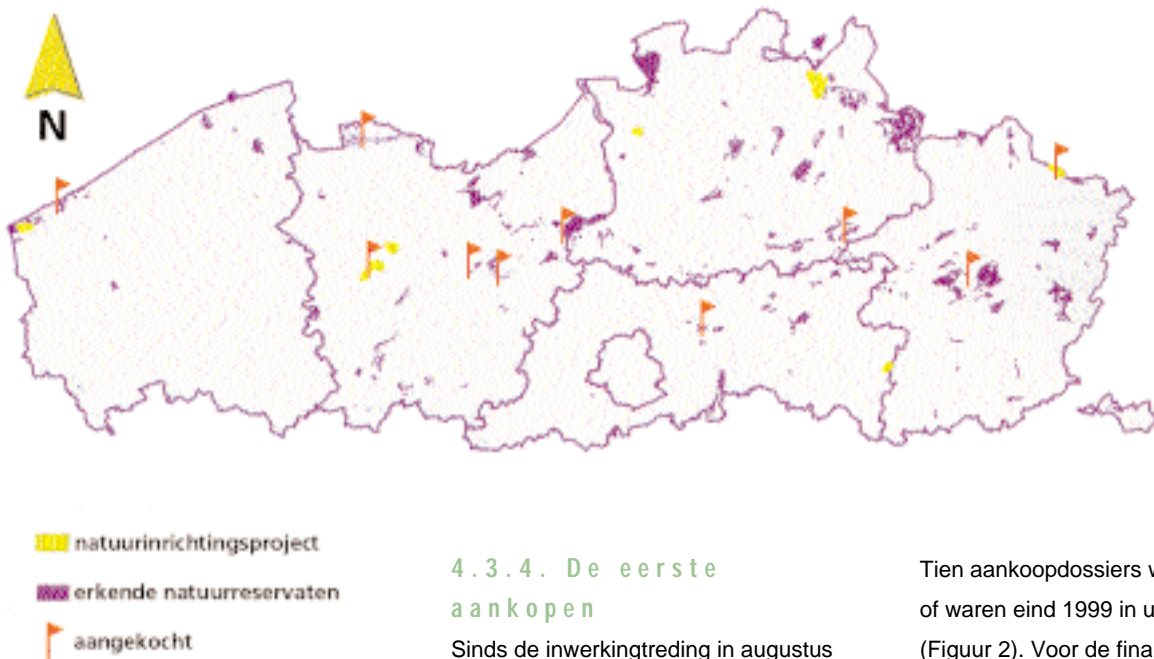 N
natuurinrichtingsproject
erkende natuurreservaten
aangekocht
4.3.4. De eerste
aankopen
Sinds de inwerkingtreding in augustus
Tien aankoopdossiers
of waren eind 1999 in
(Figuur 2). Voor de